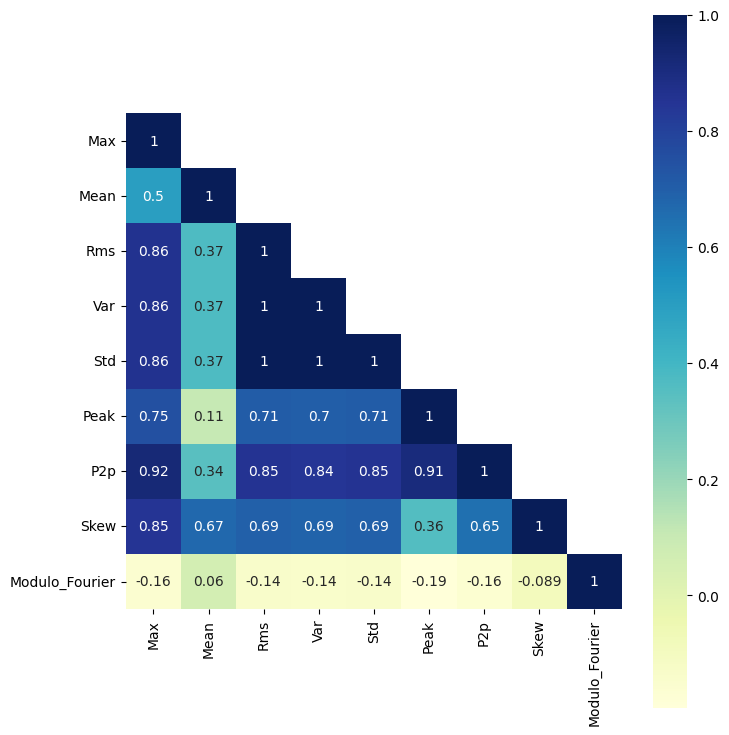 1.0
Max 1
0.8
Mean 0.5 1
Rms 0.86 0.37 1
0.6
Var 0.86 0.37 1 1
Std 0.86 0.37 1 1 1
0.4
Peak 0.75 0.11 0.71 0.7 0.71 1
P2p 0.92 0.34 0.85 0.84 0.85 0.91 1
0.2
Skew 0.85 0.67 0.69 0.69 0.69 0.36 0.65 1
Modulo_Fourier -0.16 0.06 -0.14 -0.14 -0.14 -0.19 -0.16 -0.089 1
0.0
Max Mean Rms Var Std Peak P2p Skew Modulo_Fourier